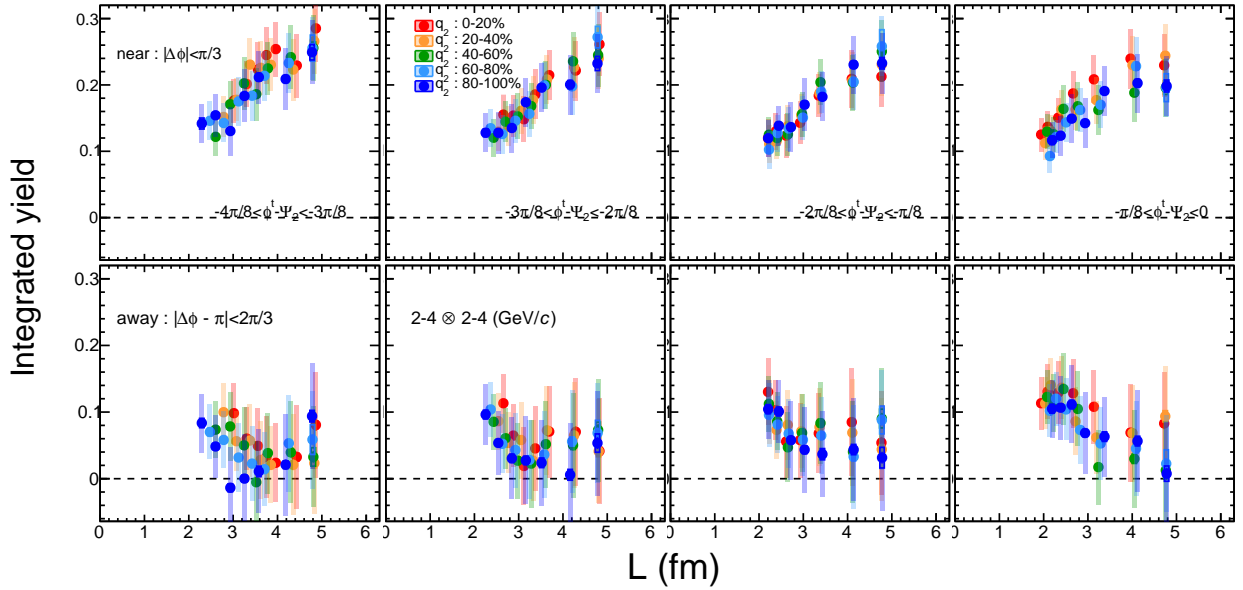 Integrated yield
0.3
0.2
0.1
0
near : |Δϕ|<π/3
-4π/8<ϕᵗ-Ψ₂<-3π/8
q₂ : 0-20%
q₂ : 20-40%
q₂ : 40-60%
q₂ : 60-80%
q₂ : 80-100%
-3π/8<ϕᵗ-Ψ₂<-2π/8
-2π/8<ϕᵗ-Ψ₂<-π/8
-π/8<ϕᵗ-Ψ₂<0
0.3
0.2
0.1
0
away : |Δϕ - π|<2π/3
2-4 ⊗ 2-4 (GeV/c)
0 1 2 3 4 5 6
0 1 2 3 4 5 6
0 1 2 3 4 5 6
0 1 2 3 4 5 6
L (fm)